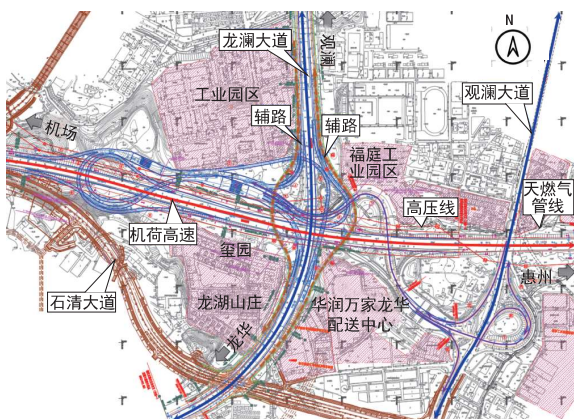 N
龙澜大道
观澜
工业园区
观澜大道
机场
辅路
辅路
福庭工
业园区
天燃气
管线
高压线
机荷高速
玺园
惠州
石清大道
龙湖山庄
华润万家龙华
配送中心
龙华